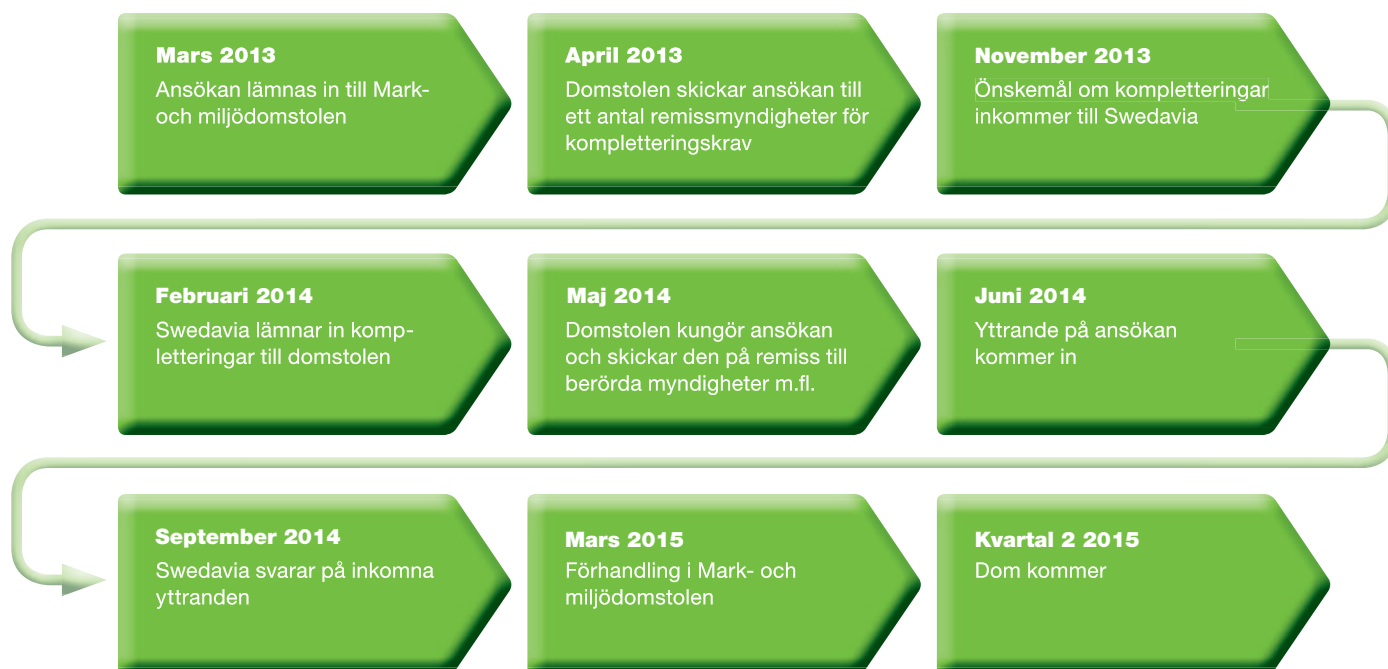 Mars 2013
Ansökan lämnas in till Mark-
och miljödomstolen
April 2013
Domstolen skickar ansökan till
ett antal remissmyndigheter för
kompletteringskrav
November 2013
Önskemål om kompletteringar
inkommer till Swedavia
Februari 2014
Swedavia lämnar in komp-
letteringar till domstolen
Maj 2014
Domstolen kungör ansökan
och skickar den på remiss till
berörda myndigheter m.fl.
Juni 2014
Yttrande på ansökan
kommer in
September 2014
Swedavia svarar på inkomna
yttranden
Mars 2015
Förhandling i Mark- och
miljödomstolen
Kvartal 2 2015
Dom kommer